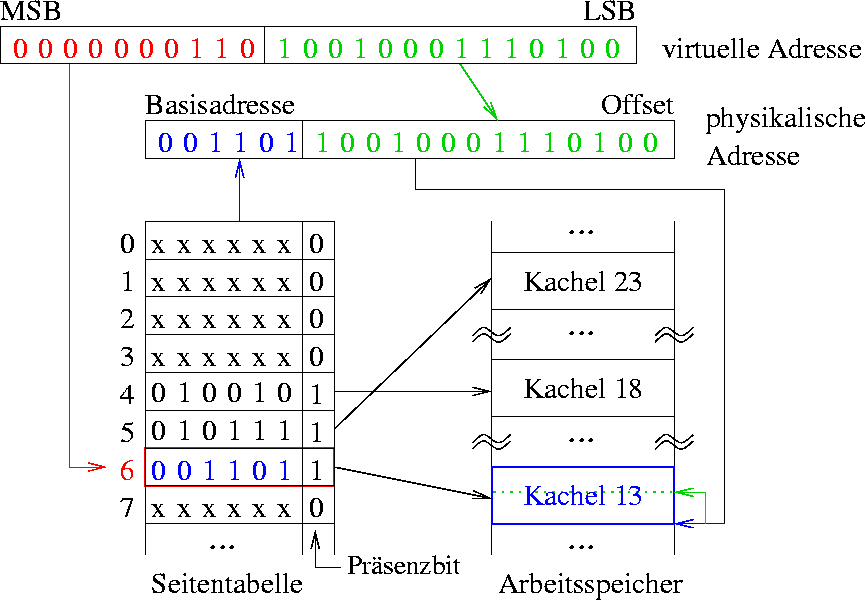 MSB LSB
0 0 0 0 0 0 0 1 1 0 1 0 0 1 0 0 0 1 1 1 0 1 0 0 virtuelle Adresse
Basisadresse Offset
0 0 1 1 0 1 1 0 0 1 0 0 0 1 1 1 0 1 0 0
physikalische
Adresse
0 x x x x x x 0
1 x x x x x x 0
2 x x x x x x 0
3 x x x x x x 0
4 0 1 0 0 1 0 1
5 0 1 0 1 1 1 1
6 0 0 1 1 0 1 1
7 x x x x x x 0
...
Präsenzbit
Seitentabelle
...
Kachel 23
...
Kachel 18
...
Kachel 13
...
Arbeitsspeicher